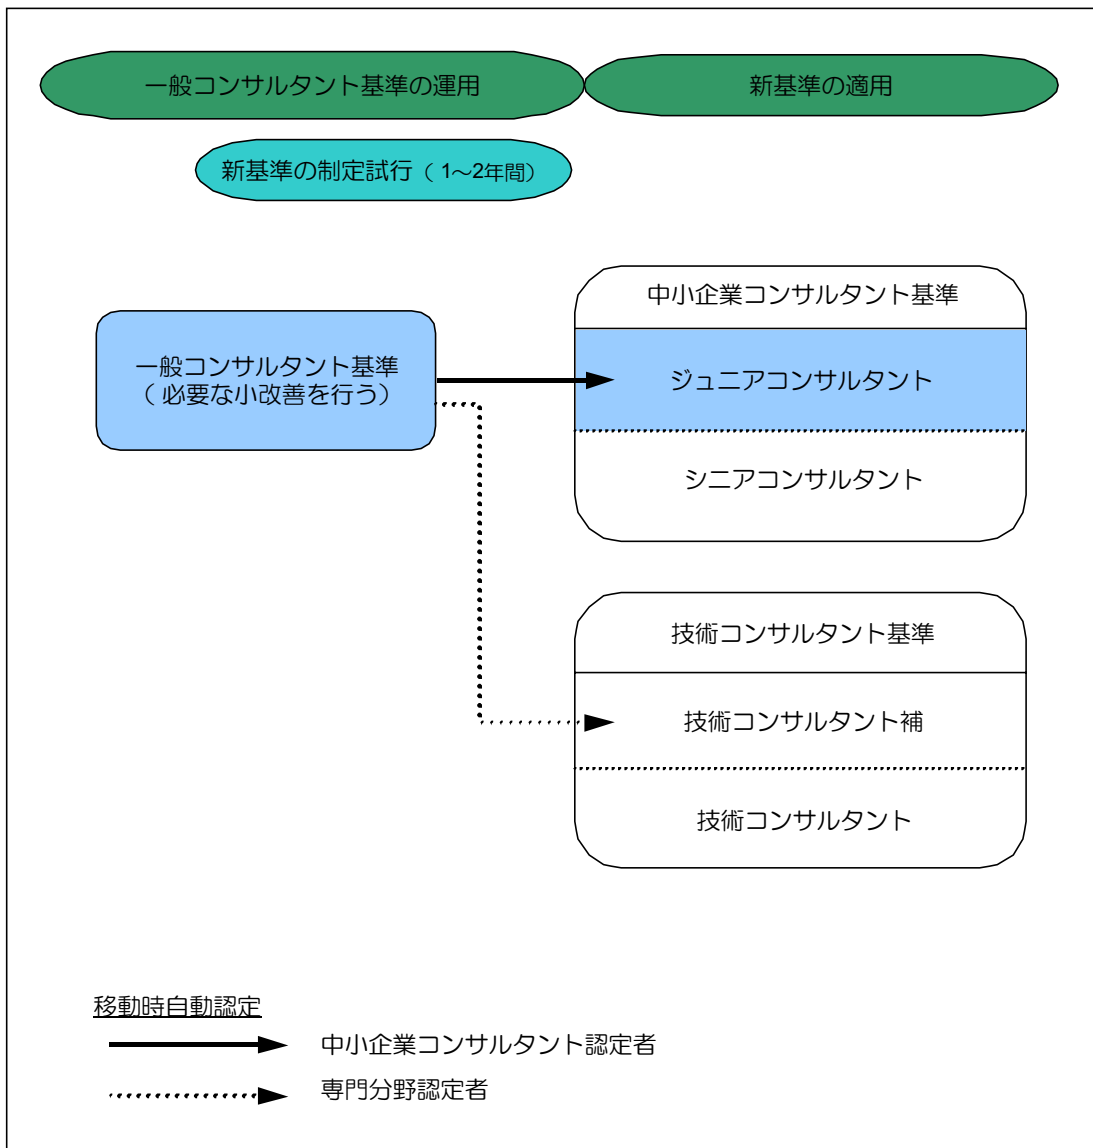 一般コンサルタント基準の運用
新基準の適用
新基準の制定試行（1～2年間）
中小企業コンサルタント基準
一般コンサルタント基準
（必要な小改善を行う）
ジュニアコンサルタント
シニアコンサルタント
技術コンサルタント基準
技術コンサルタント補
技術コンサルタント
移動時自動認定
中小企業コンサルタント認定者
専門分野認定者